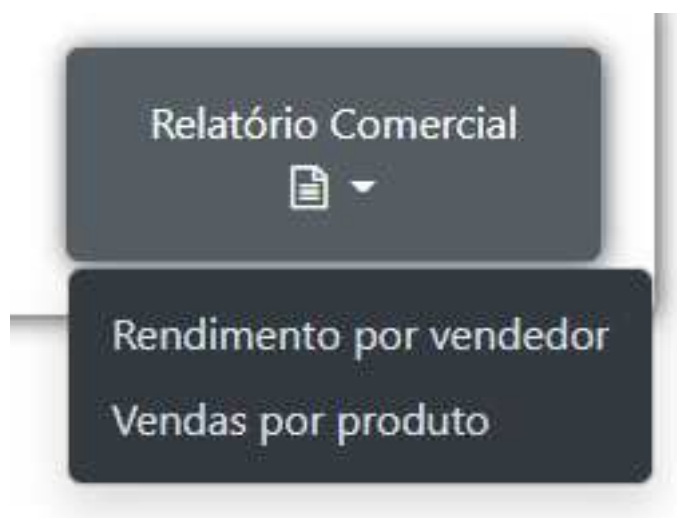 Relatório Comercial
Rendimento por vendedor
Vendas por produto